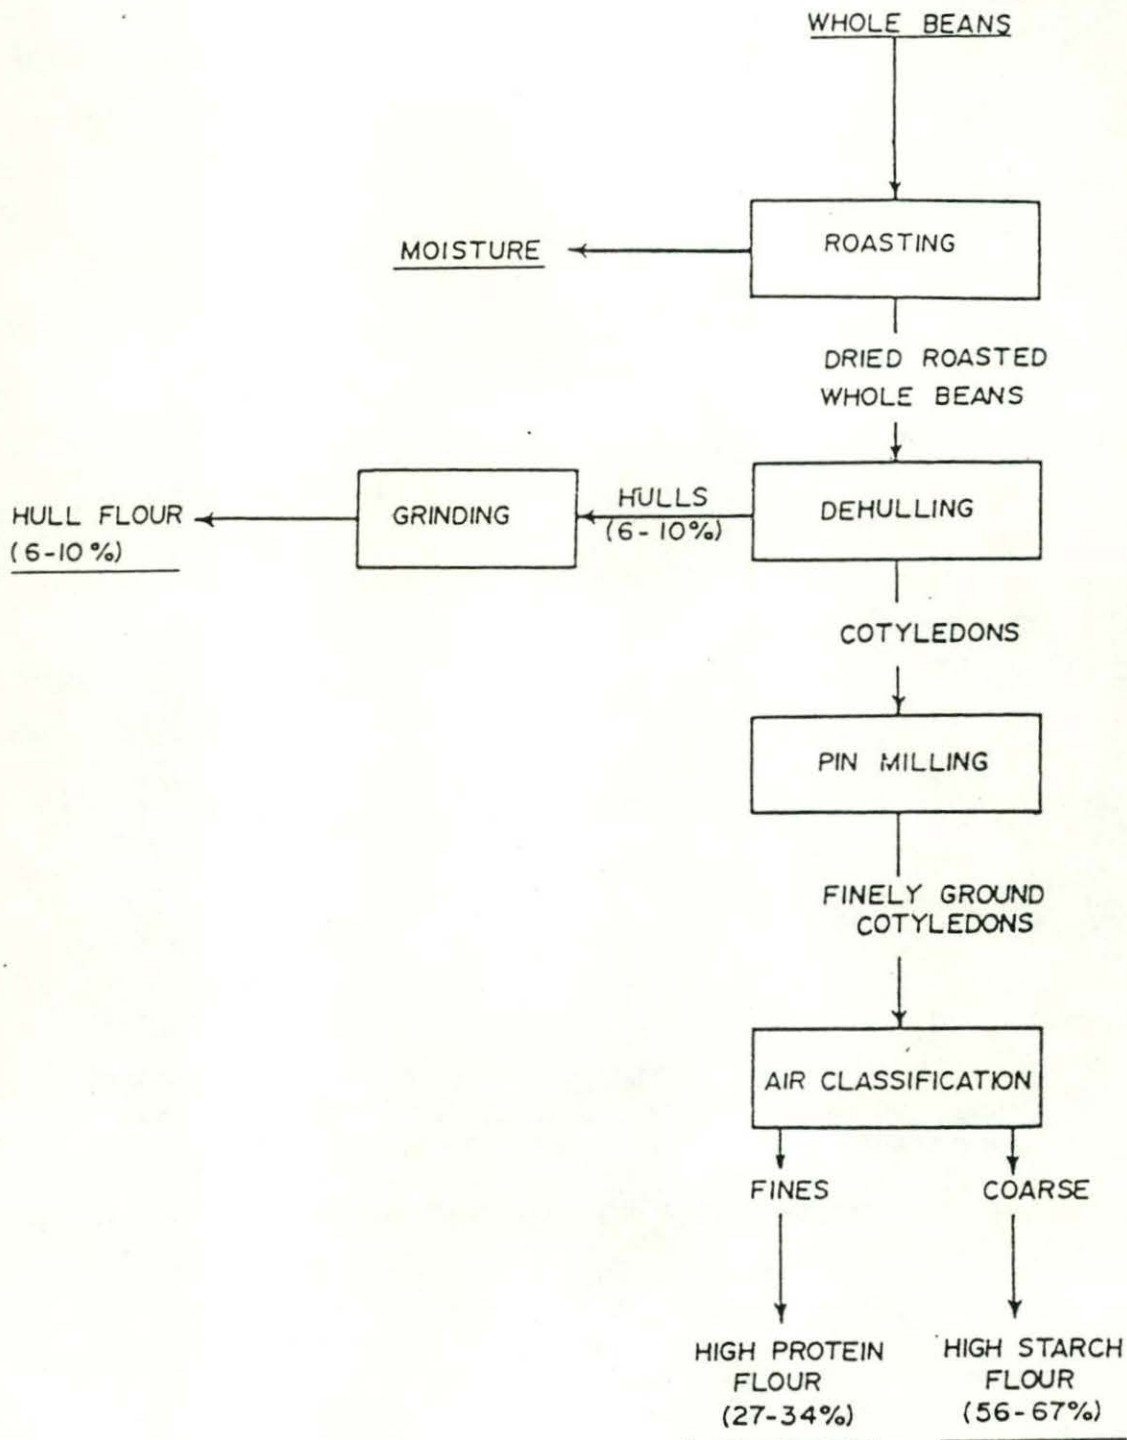 WHOLE BEANS
ROASTING
MOISTURE
DRIED ROASTED
WHOLE BEANS
DEHULLING
HULLS
(6-10%)
GRINDING
HULL FLOUR
(6-10%)
COTYLEDONS
PIN MILLING
FINELY GROUND
COTYLEDONS
AIR CLASSIFICATION
FINES
COARSE
HIGH PROTEIN
FLOUR
(27-34%)
HIGH STARCH
FLOUR
(56-67%)